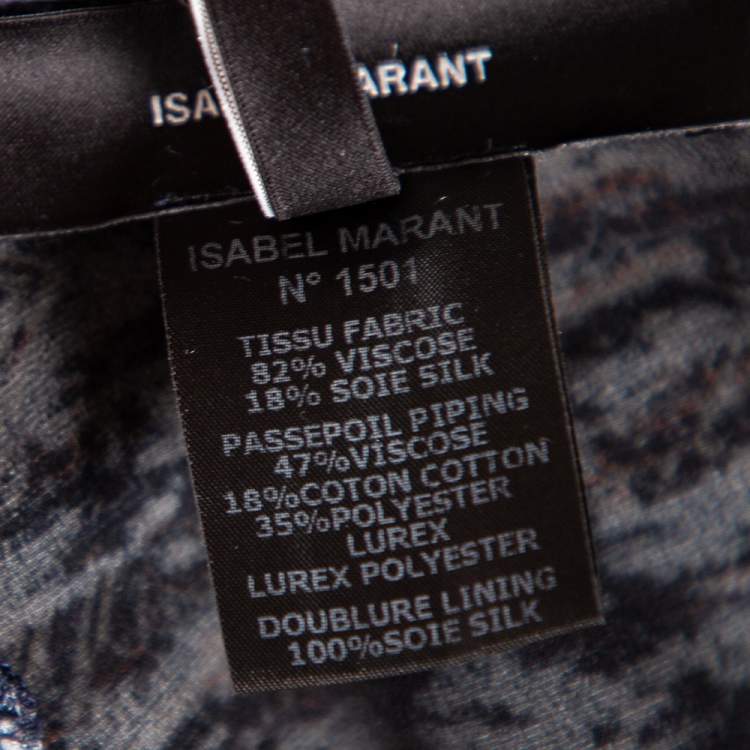 ISA ARANT
ISABEL MARANT
N° 1501
TISSU FABRIC
82% VISCOSE
18% SOIE SILK
PASSEPOIL PIPING
47%VISCOSE
18%COTON COTTON
35%POLYESTER
LUREX
LUREX POLYESTER
DOUBLURE LINING
100%SOIE SILK